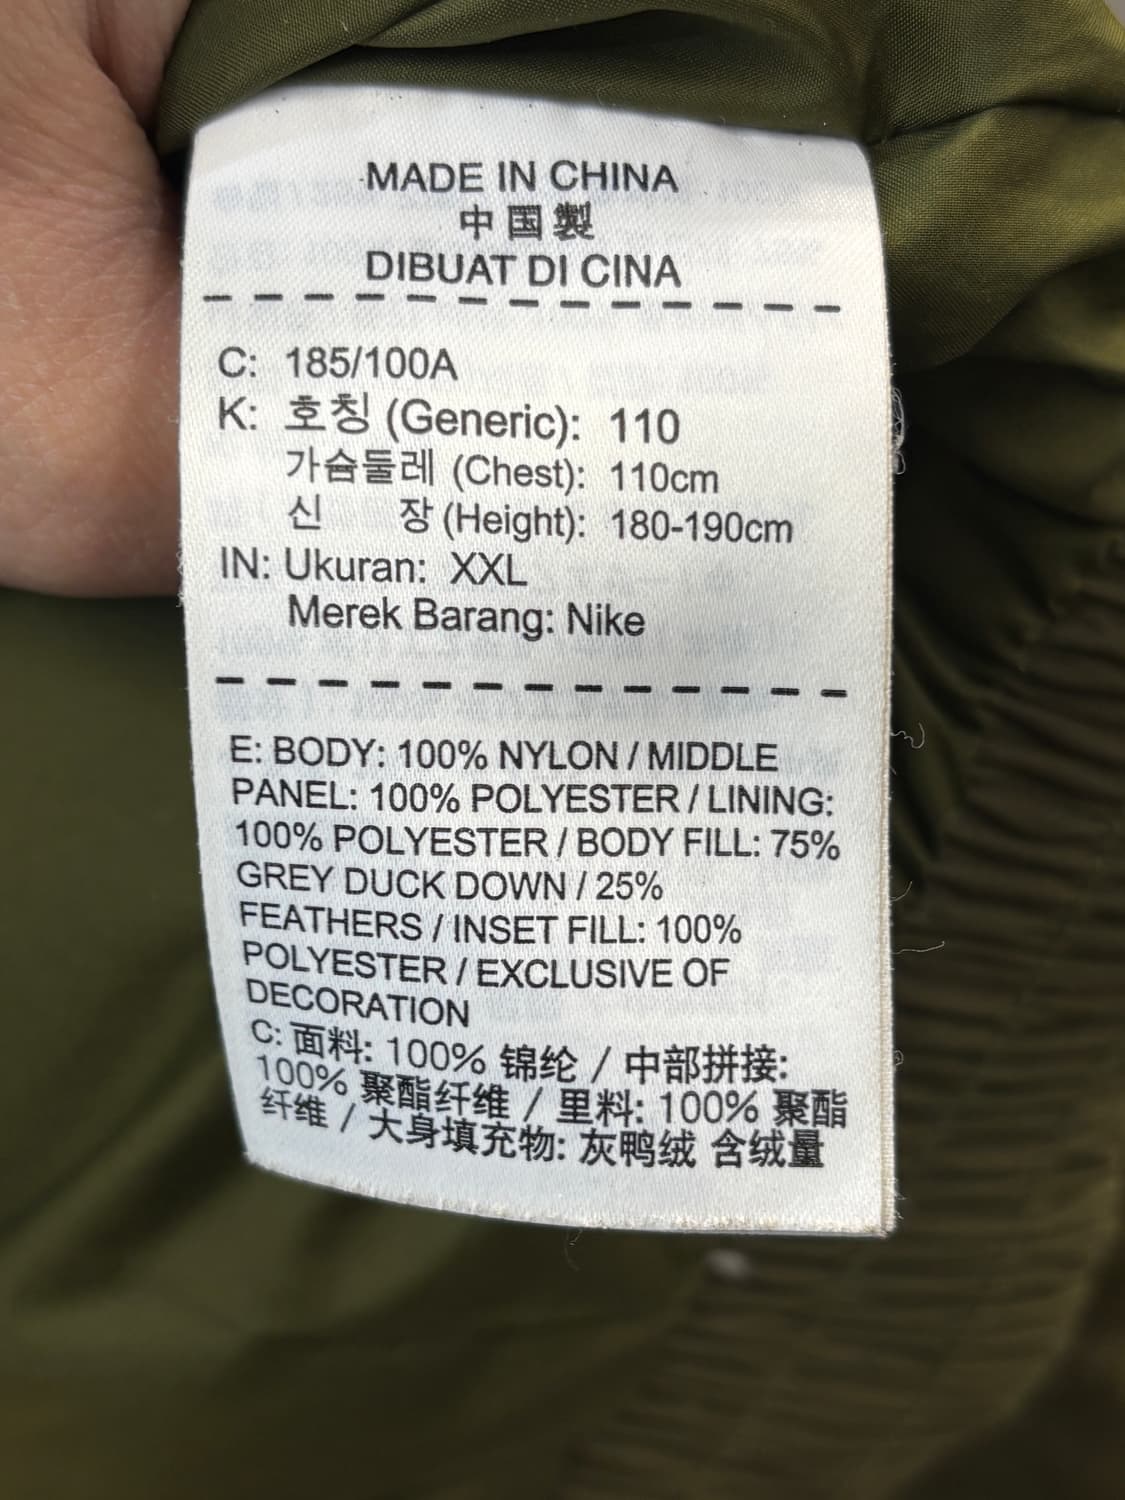 MADE IN CHINA
中国製
DIBUAT DI CINA
C: 185/100A
K: 호칭 (Generic): 110
가슴둘레 (Chest): 110cm
신 장 (Height): 180-190cm
IN: Ukuran: XXL
Merek Barang: Nike
E: BODY: 100% NYLON / MIDDLE
PANEL: 100% POLYESTER / LINING:
100% POLYESTER / BODY FILL: 75%
GREY DUCK DOWN / 25%
FEATHERS / INSET FILL: 100%
POLYESTER / EXCLUSIVE OF
DECORATION
C: 面料: 100% 锦纶 / 中部拼接:
100% 聚酯纤维 / 里料: 100% 聚酯
纤维 / 大身填充物: 灰鸭绒 含绒量